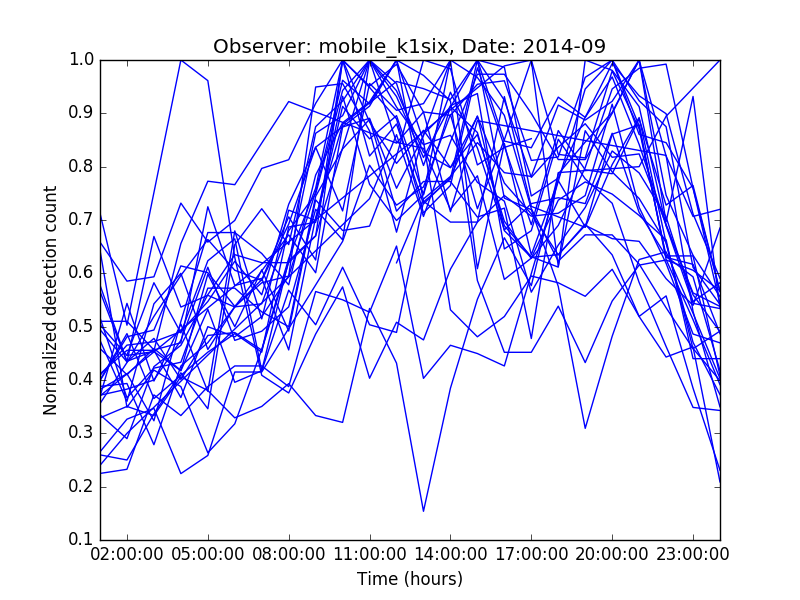 Observer: mobile_k1six, Date: 2014-09
Normalized detection count
1.0
0.9
0.8
0.7
0.6
0.5
0.4
0.3
0.2
0.1
02:00:00 05:00:00 08:00:00 11:00:00 14:00:00 17:00:00 20:00:00 23:00:00
Time (hours)